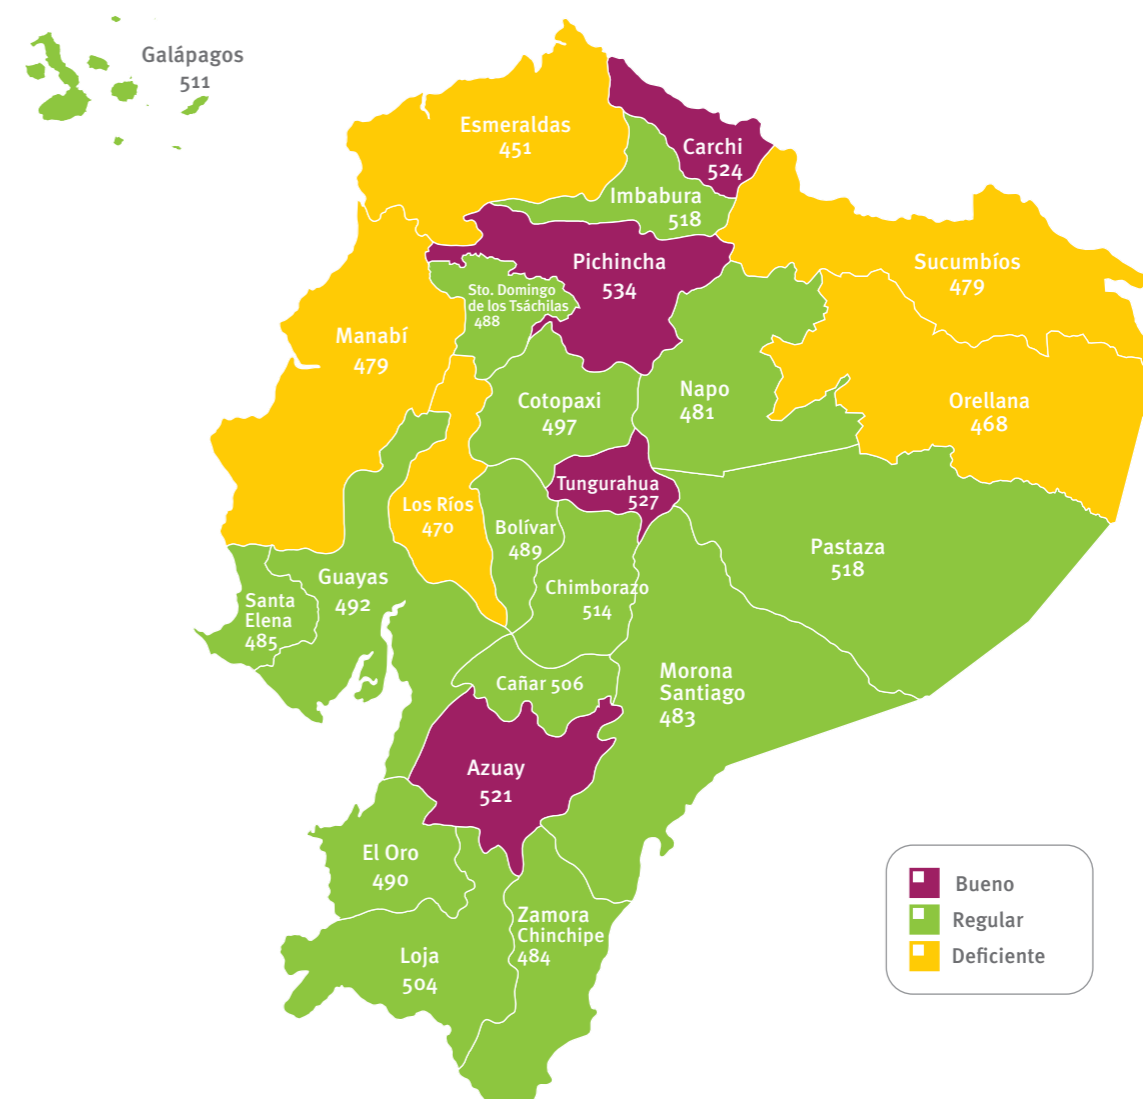 Galápagos
511
Esmeraldas
451
Carchi
524
Imbabura
518
Pichincha
534
Sucumbíos
479
Sto. Domingo
de los Tsáchilas
488
Manabí
479
Cotopaxi
497
Napo
481
Orellana
468
Tungurahua
527
Los Ríos
470
Bolívar
489
Pastaza
518
Guayas
492
Chimborazo
514
Santa
Elena
485
Morona
Santiago
483
Cañar 506
Azuay
521
El Oro
490
Zamora
Chinchipe
484
Loja
504
Bueno
Regular
Deficiente